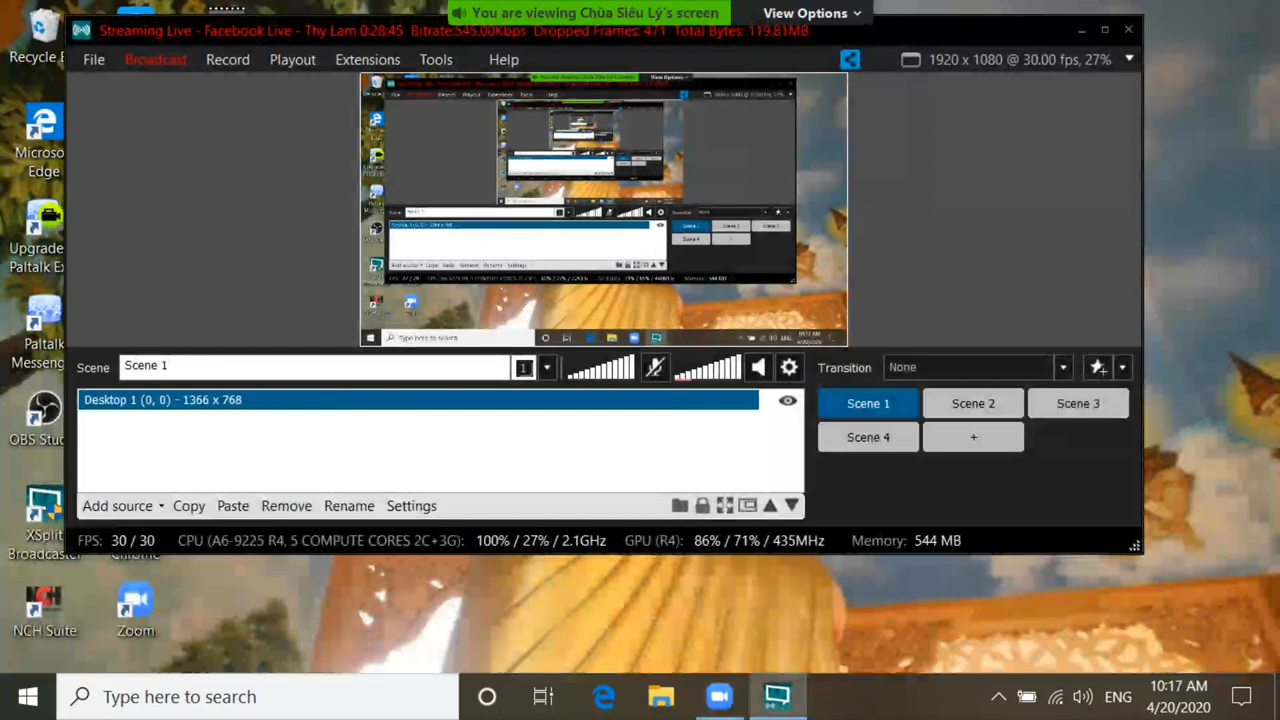 You are viewing Chùa Siêu Lý's screen
View Options
Streaming Live - Facebook Live - Thy Lam 0:28:45 Bitrate:545.00Kbps Dropped Frames: 471 Total Bytes: 119.81MB
File Broadcast Record Playout Extensions Tools Help
1920 x 1080 @ 30.00 fps, 27%
Recycle
Microso
Edge
Upgrade
Paltalk Ex
Paltalk
Messeng
OBS Stu
XSplit
Broadcaster
Chrome
NCH Suite
Zoom
Scene
Scene 1
1
Transition
None
Desktop 1 (0, 0) - 1366 x 768
Scene 1
Scene 2
Scene 3
Scene 4
+
Add source Copy Paste Remove Rename Settings
FPS: 30 / 30 CPU (A6-9225 R4, 5 COMPUTE CORES 2C+3G): 100% / 27% / 2.1GHz GPU (R4): 86% / 71% / 435MHz Memory: 544 MB
Type here to search
ENG
10:17 AM
4/20/2020